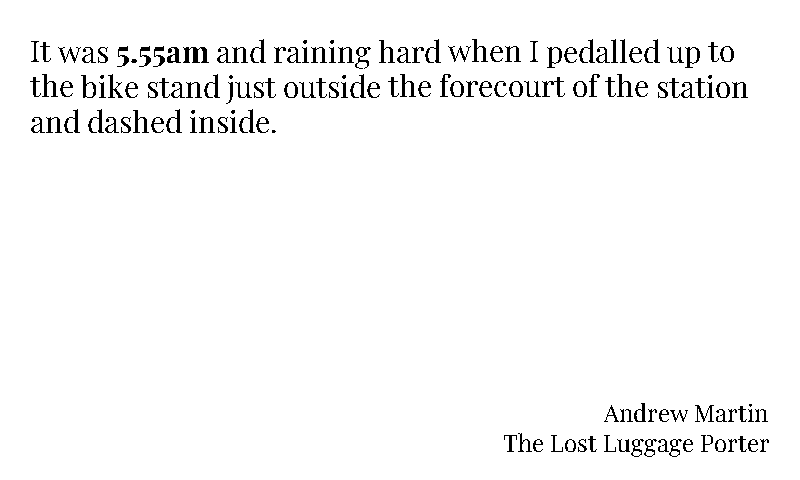 It was 5.55am and raining hard when I pedalled up to
the bike stand just outside the forecourt of the station
and dashed inside.
Andrew Martin
The Lost Luggage Porter